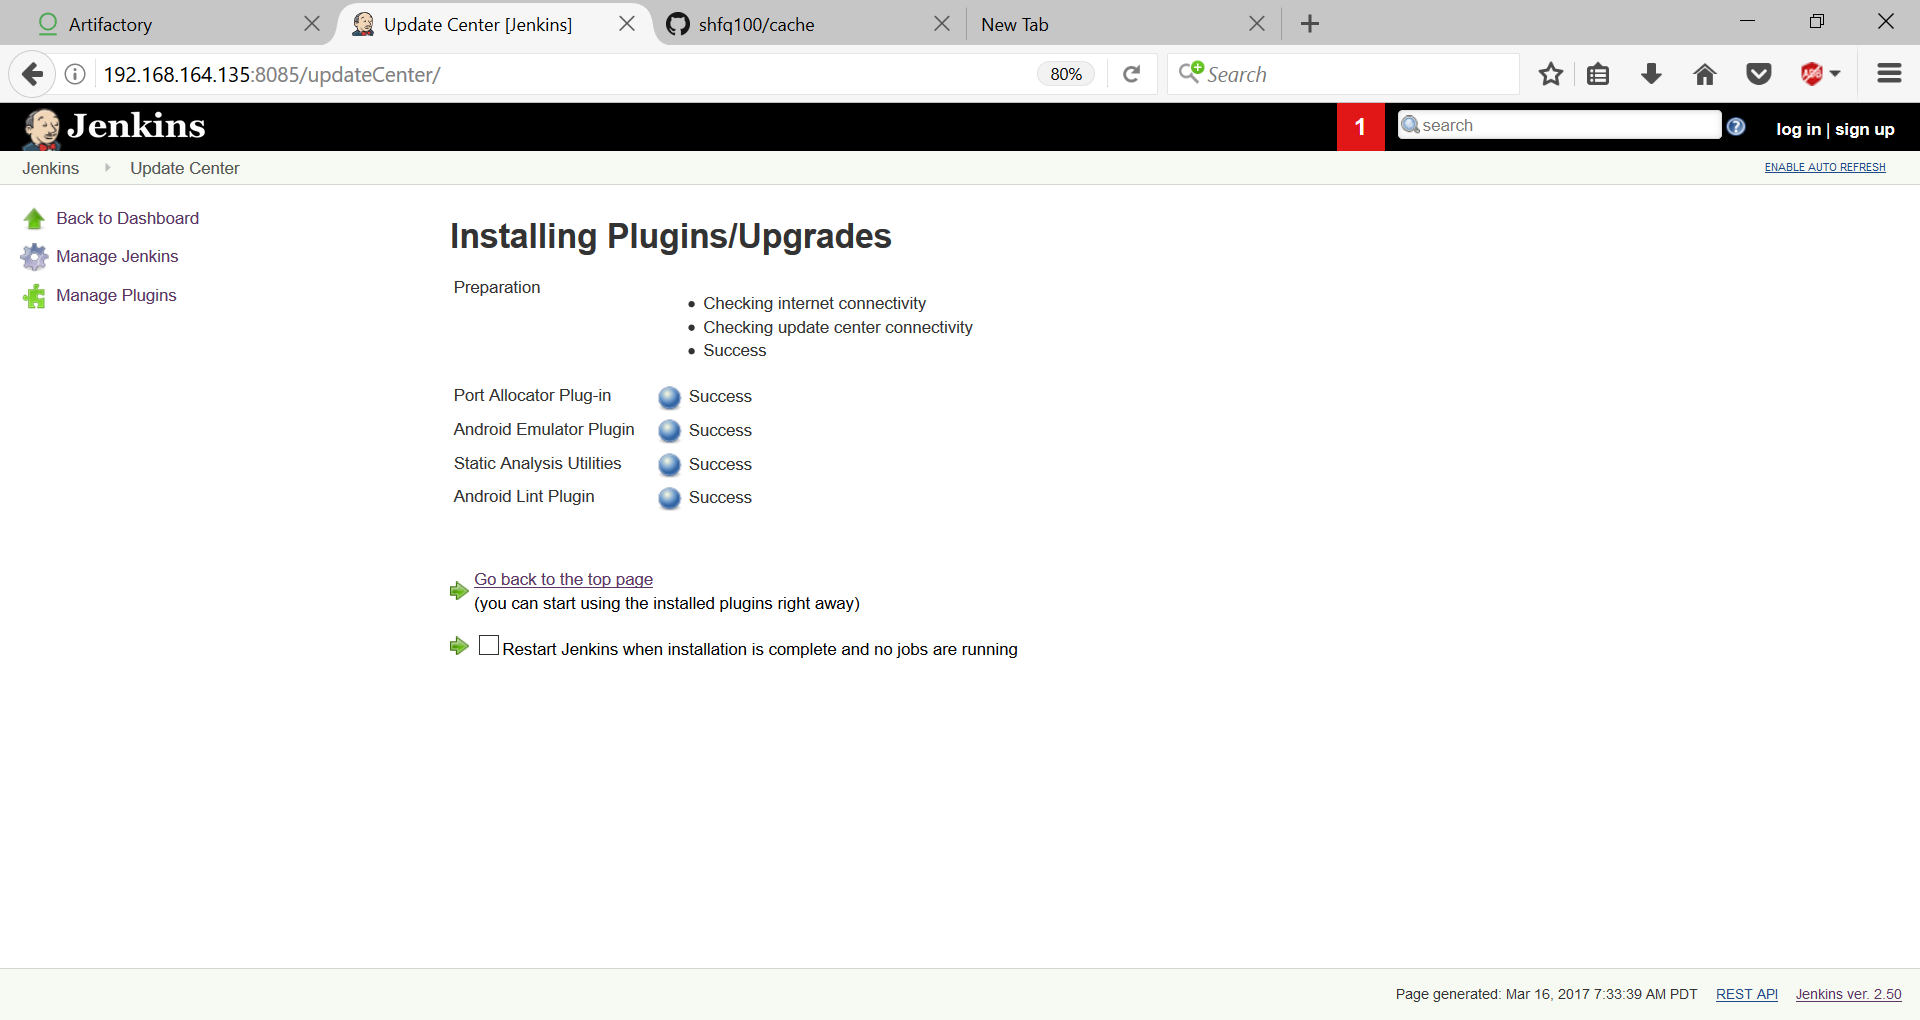 Artifactory
Update Center [Jenkins]
shfq100/cache
New Tab
192.168.164.135:8085/updateCenter/
80%
Search
ABP
Jenkins
1
search
?
log in | sign up
Jenkins
Update Center
ENABLE AUTO REFRESH
Back to Dashboard
Manage Jenkins
Manage Plugins
Installing Plugins/Upgrades
Preparation
Checking internet connectivity
Checking update center connectivity
Success
Port Allocator Plug-in Success
Android Emulator Plugin Success
Static Analysis Utilities Success
Android Lint Plugin Success
Go back to the top page
(you can start using the installed plugins right away)
Restart Jenkins when installation is complete and no jobs are running
Page generated: Mar 16, 2017 7:33:39 AM PDT REST API Jenkins ver. 2.50